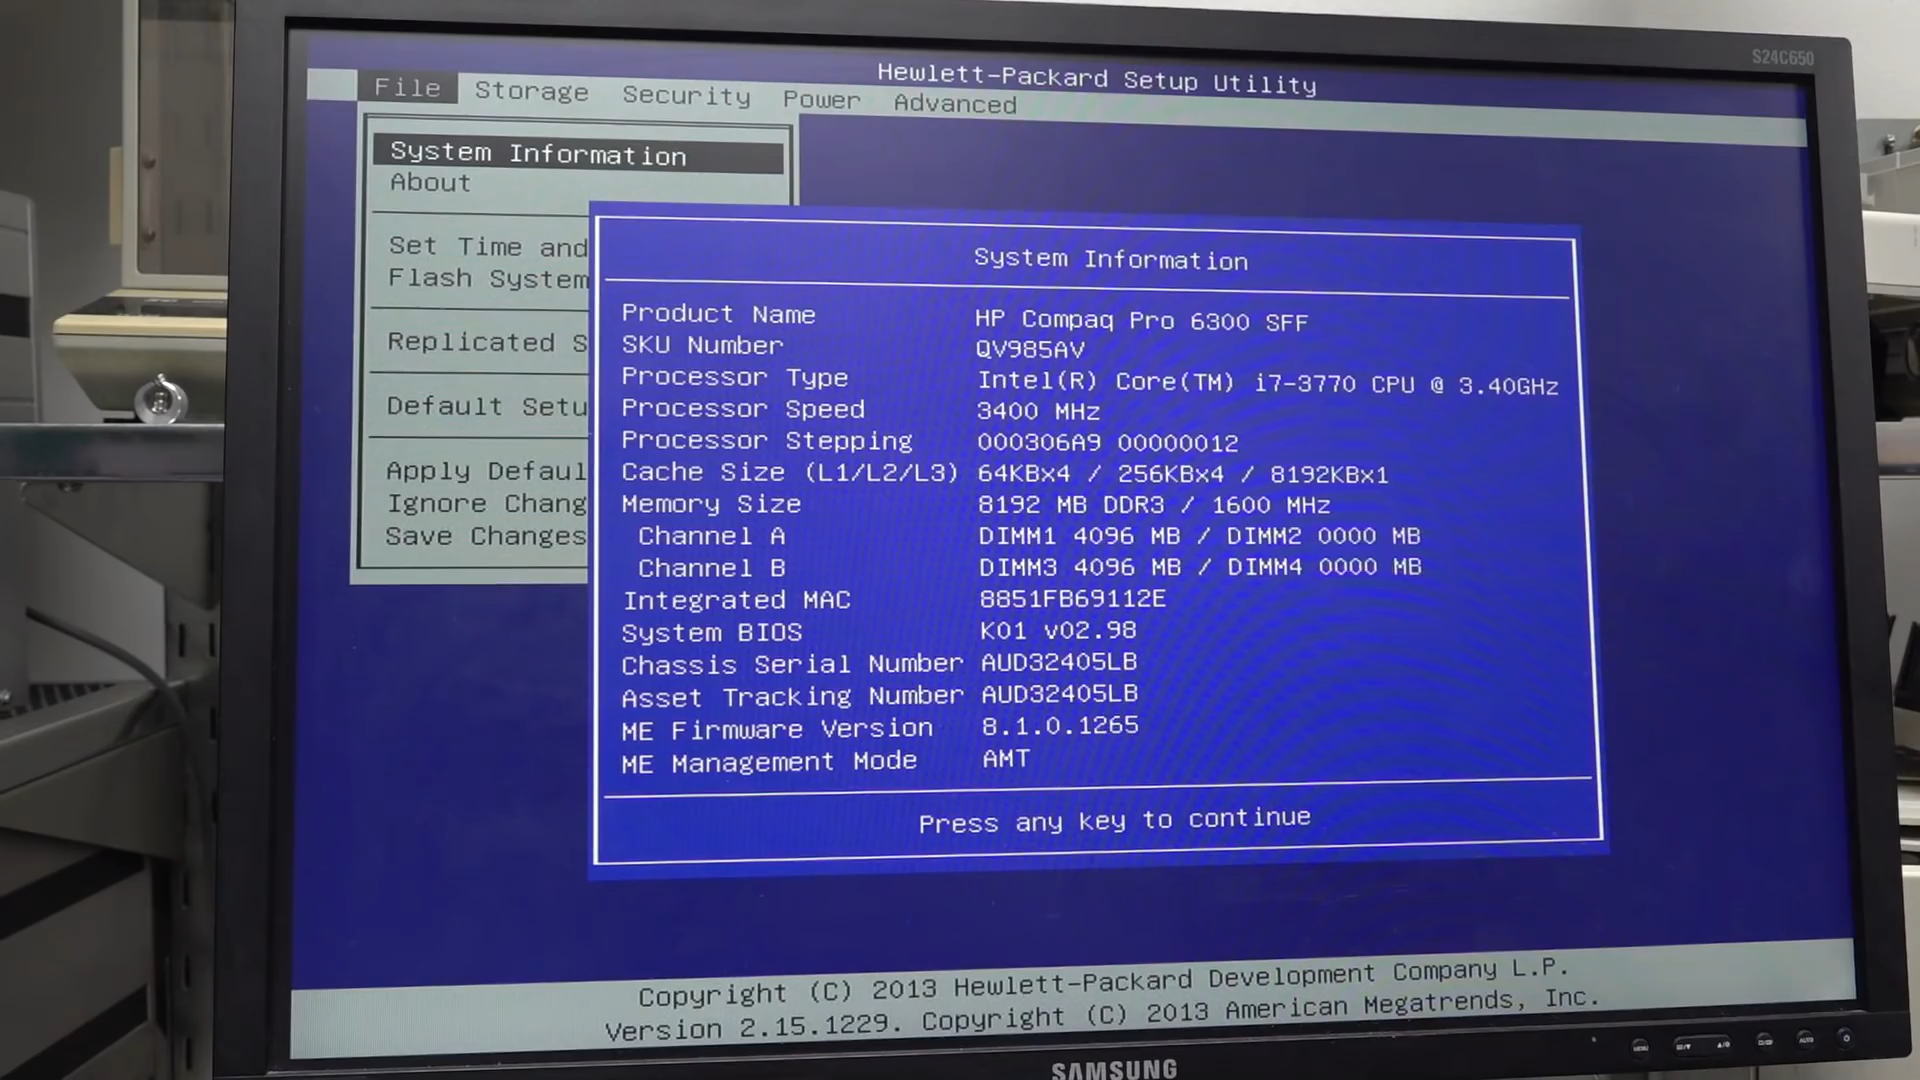 S24C650
Hewlett-Packard Setup Utility
File Storage Security Power Advanced
System Information
About
Set Time and
Flash System
Replicated S
Default Setu
Apply Defaul
Ignore Chang
Save Changes
System Information
Product Name HP Compaq Pro 6300 SFF
SKU Number QV985AV
Processor Type Intel(R) Core(TM) i7-3770 CPU @ 3.40GHz
Processor Speed 3400 MHz
Processor Stepping 000306A9 00000012
Cache Size (L1/L2/L3) 64KBx4 / 256KBx4 / 8192KBx1
Memory Size 8192 MB DDR3 / 1600 MHz
Channel A DIMM1 4096 MB / DIMM2 0000 MB
Channel B DIMM3 4096 MB / DIMM4 0000 MB
Integrated MAC 8851FB69112E
System BIOS K01 v02.98
Chassis Serial Number AUD32405LB
Asset Tracking Number AUD32405LB
ME Firmware Version 8.1.0.1265
ME Management Mode AMT
Press any key to continue
Copyright (C) 2013 Hewlett-Packard Development Company L.P.
Version 2.15.1229. Copyright (C) 2013 American Megatrends, Inc.
MENU
AUTO
SAMSUNG